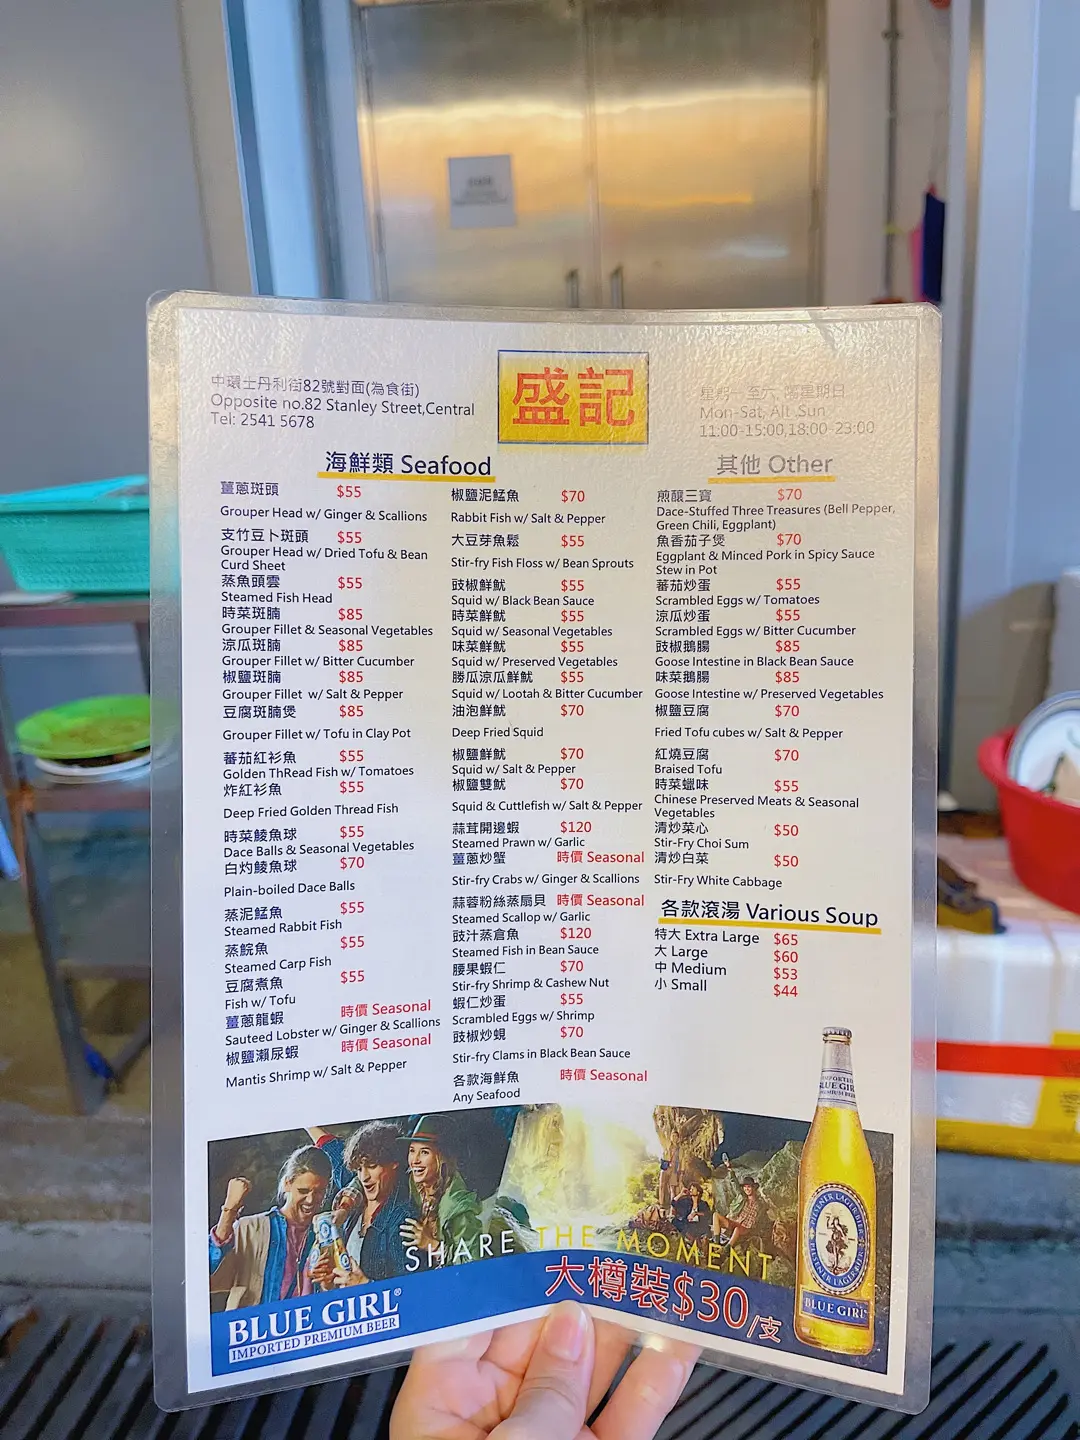 中環士丹利街82號對面(為食街)
Opposite no.82 Stanley Street,Central
Tel: 2541 5678
盛記
星期一至六, 隔星期日
Mon-Sat, Alt .Sun
11:00-15:00,18:00-23:00
海鮮類 Seafood
薑蔥斑頭 $55
Grouper Head w/ Ginger & Scallions
支竹豆卜斑頭 $55
Grouper Head w/ Dried Tofu & Bean
Curd Sheet
蒸魚頭雲 $55
Steamed Fish Head
時菜斑腩 $85
Grouper Fillet & Seasonal Vegetables
涼瓜斑腩 $85
Grouper Fillet w/ Bitter Cucumber
椒鹽斑腩 $85
Grouper Fillet w/ Salt & Pepper
豆腐斑腩煲 $85
Grouper Fillet w/ Tofu in Clay Pot
蕃茄紅衫魚 $55
Golden ThRead Fish w/ Tomatoes
炸紅衫魚 $55
Deep Fried Golden Thread Fish
時菜鯪魚球 $55
Dace Balls & Seasonal Vegetables
白灼鯪魚球 $70
Plain-boiled Dace Balls
蒸泥鯭魚 $55
Steamed Rabbit Fish
蒸鯇魚 $55
Steamed Carp Fish
豆腐煮魚 $55
Fish w/ Tofu
薑蔥龍蝦 時價 Seasonal
Sauteed Lobster w/ Ginger & Scallions
椒鹽瀨尿蝦 時價 Seasonal
Mantis Shrimp w/ Salt & Pepper
椒鹽泥鯭魚 $70
Rabbit Fish w/ Salt & Pepper
大豆芽魚鬆 $55
Stir-fry Fish Floss w/ Bean Sprouts
豉椒鮮魷 $55
Squid w/ Black Bean Sauce
時菜鮮魷 $55
Squid w/ Seasonal Vegetables
味菜鮮魷 $55
Squid w/ Preserved Vegetables
勝瓜涼瓜鮮魷 $55
Squid w/ Lootah & Bitter Cucumber
油泡鮮魷 $70
Deep Fried Squid
椒鹽鮮魷 $70
Squid w/ Salt & Pepper
椒鹽雙魷 $70
Squid & Cuttlefish w/ Salt & Pepper
蒜茸開邊蝦 $120
Steamed Prawn w/ Garlic
薑蔥炒蟹 時價 Seasonal
Stir-fry Crabs w/ Ginger & Scallions
蒜蓉粉絲蒸扇貝 時價 Seasonal
Steamed Scallop w/ Garlic
豉汁蒸倉魚 $120
Steamed Fish in Bean Sauce
腰果蝦仁 $70
Stir-fry Shrimp & Cashew Nut
蝦仁炒蛋 $55
Scrambled Eggs w/ Shrimp
豉椒炒蜆 $70
Stir-fry Clams in Black Bean Sauce
各款海鮮魚 時價 Seasonal
Any Seafood
其他 Other
煎釀三寶 $70
Dace-Stuffed Three Treasures (Bell Pepper,
Green Chili, Eggplant)
魚香茄子煲 $70
Eggplant & Minced Pork in Spicy Sauce
Stew in Pot
蕃茄炒蛋 $55
Scrambled Eggs w/ Tomatoes
涼瓜炒蛋 $55
Scrambled Eggs w/ Bitter Cucumber
豉椒鵝腸 $85
Goose Intestine in Black Bean Sauce
味菜鵝腸 $85
Goose Intestine w/ Preserved Vegetables
椒鹽豆腐 $70
Fried Tofu cubes w/ Salt & Pepper
紅燒豆腐 $70
Braised Tofu
時菜蠟味 $55
Chinese Preserved Meats & Seasonal
Vegetables
清炒菜心 $50
Stir-Fry Choi Sum
清炒白菜 $50
Stir-Fry White Cabbage
各款滾湯 Various Soup
特大 Extra Large $65
大 Large $60
中 Medium $53
小 Small $44
SHARE THE MOMENT
大樽裝$30/支
BLUE GIRL®
IMPORTED PREMIUM BEER
IMPORTED
BLUE GIRL
PREMIUM BEER
PILSENER LAGER BEER
PILSENER LAGER BEER
BLUE GIRL